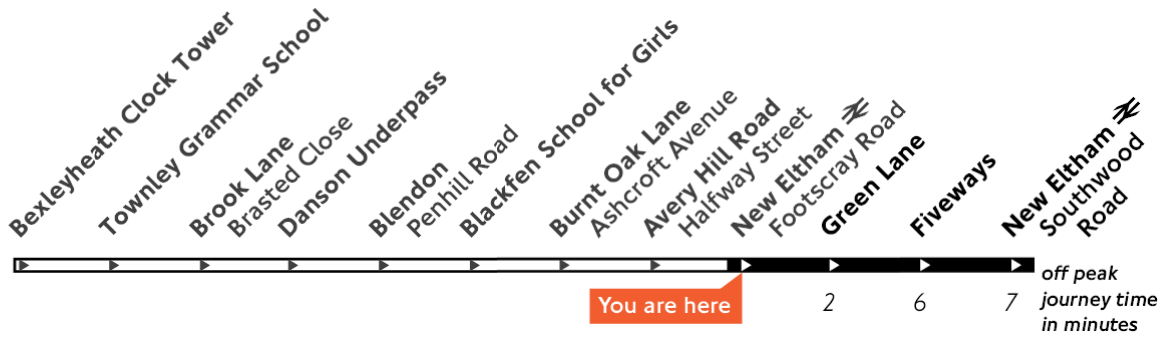 Bexleyheath Clock Tower
Townley Grammar School
Brook Lane
Brasted Close
Danson Underpass
Blendon
Penhill Road
Blackfen School for Girls
Burnt Oak Lane
Ashcroft Avenue
Avery Hill Road
Halfway Street
New Eltham
Footscray Road
Green Lane
Fiveways
New Eltham
Southwood
Road
You are here
2
6
7
off peak
journey time
in minutes